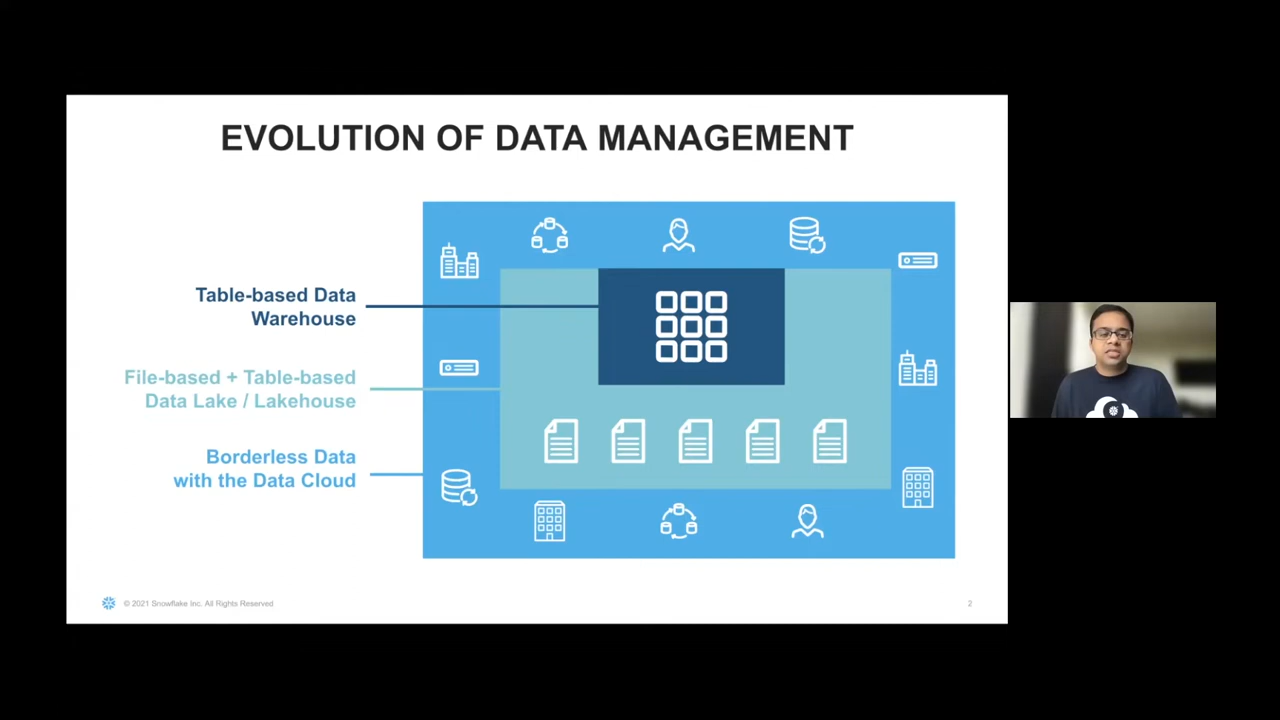 EVOLUTION OF DATA MANAGEMENT
Table-based Data
Warehouse
File-based + Table-based
Data Lake / Lakehouse
Borderless Data
with the Data Cloud
© 2021 Snowflake Inc. All Rights Reserved
2